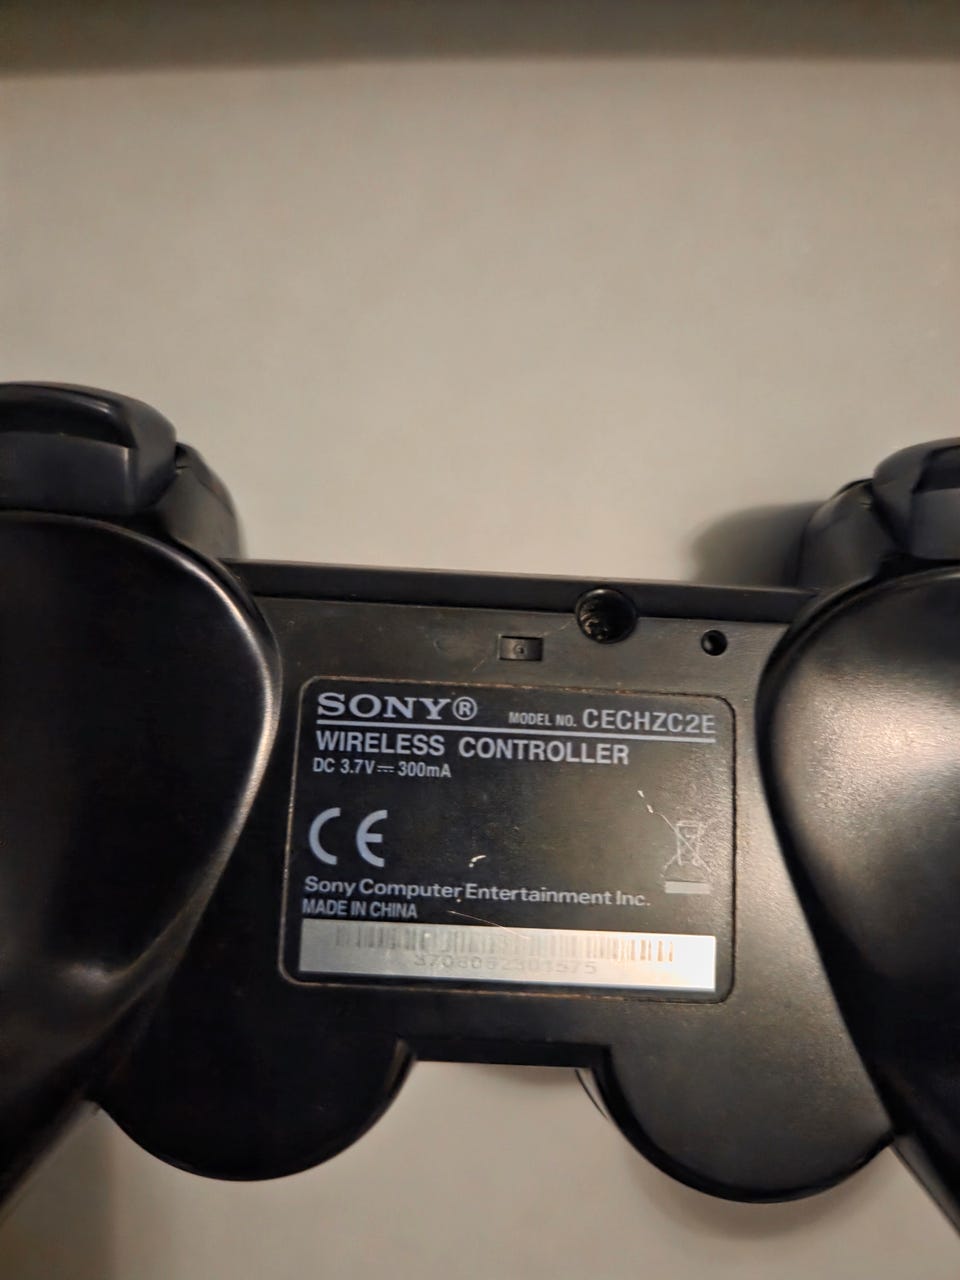 SONY® MODEL NO. CECHZC2E
WIRELESS CONTROLLER
DC 3.7V⎓300mA
CE
Sony Computer Entertainment Inc.
MADE IN CHINA